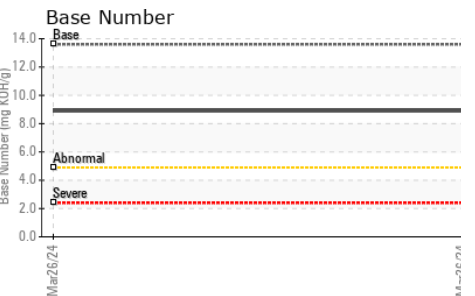 Base Number
14.0
Base
12.0
10.0
8.0
6.0
Abnormal
4.0
Severe
2.0
0.0
Base Number (mg KOH/g)
Mar26/24